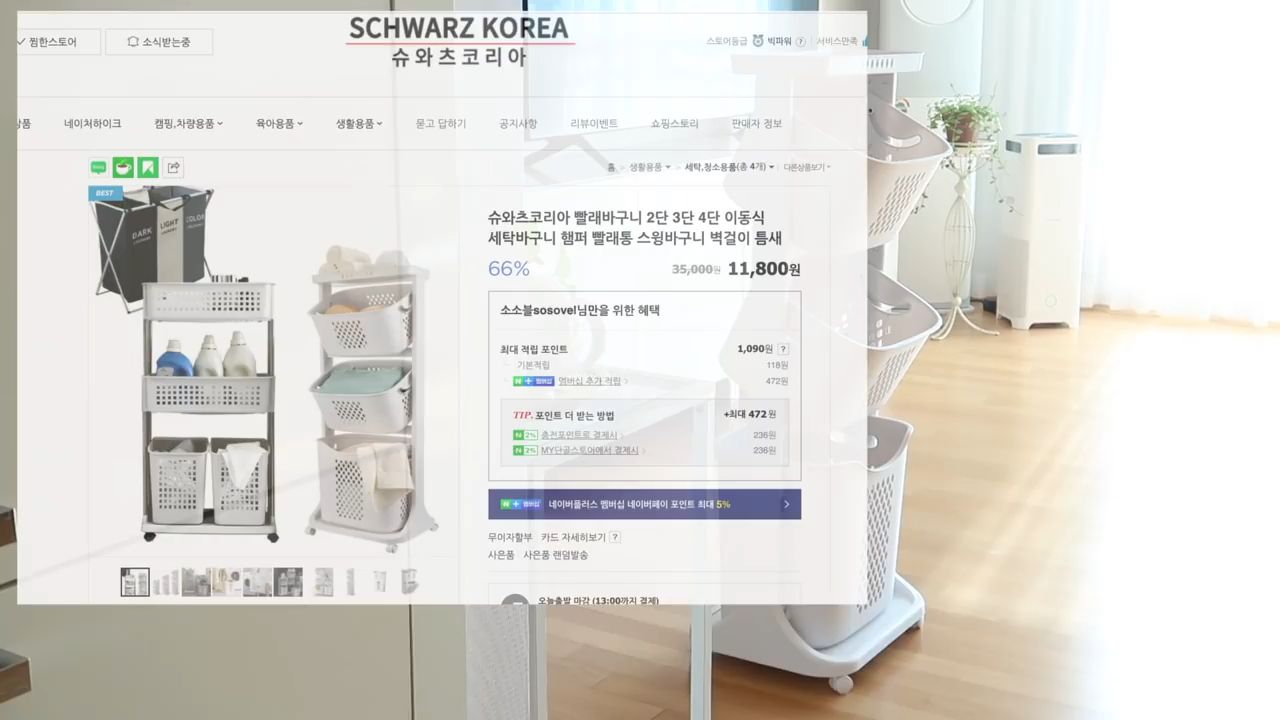 SCHWARZ KOREA
슈와츠코리아
찜한스토어
소식받는중
스토어등급 빅파워 ? 서비스만족
상품 네이처하이크 캠핑,차량용품 육아용품 생활용품 묻고 답하기 공지사항 리뷰이벤트 쇼핑스토리 판매자 정보
홈 > 생활용품 > 세탁,청소용품(총 4개) 다른상품보기
BEST
DARK LIGHT COLOR
슈와츠코리아 빨래바구니 2단 3단 4단 이동식
세탁바구니 햄퍼 빨래통 스윙바구니 벽걸이 틈새
66% 35,000원 11,800원
소소블sosovel님만을 위한 혜택
최대 적립 포인트 1,090원 ?
기본적립 118원
N+ 멤버십 멤버십 추가 적립 > 472원
TIP. 포인트 더 받는 방법 +최대 472원
N 2% 충전포인트로 결제시 > 236원
N 2% MY단골스토어에서 결제시 > 236원
N+ 멤버십 네이버플러스 멤버십 네이버페이 포인트 최대 5% >
무이자할부 카드 자세히보기 ?
사은품 사은품 랜덤발송
오늘출발 마감 (13:00까지 결제)